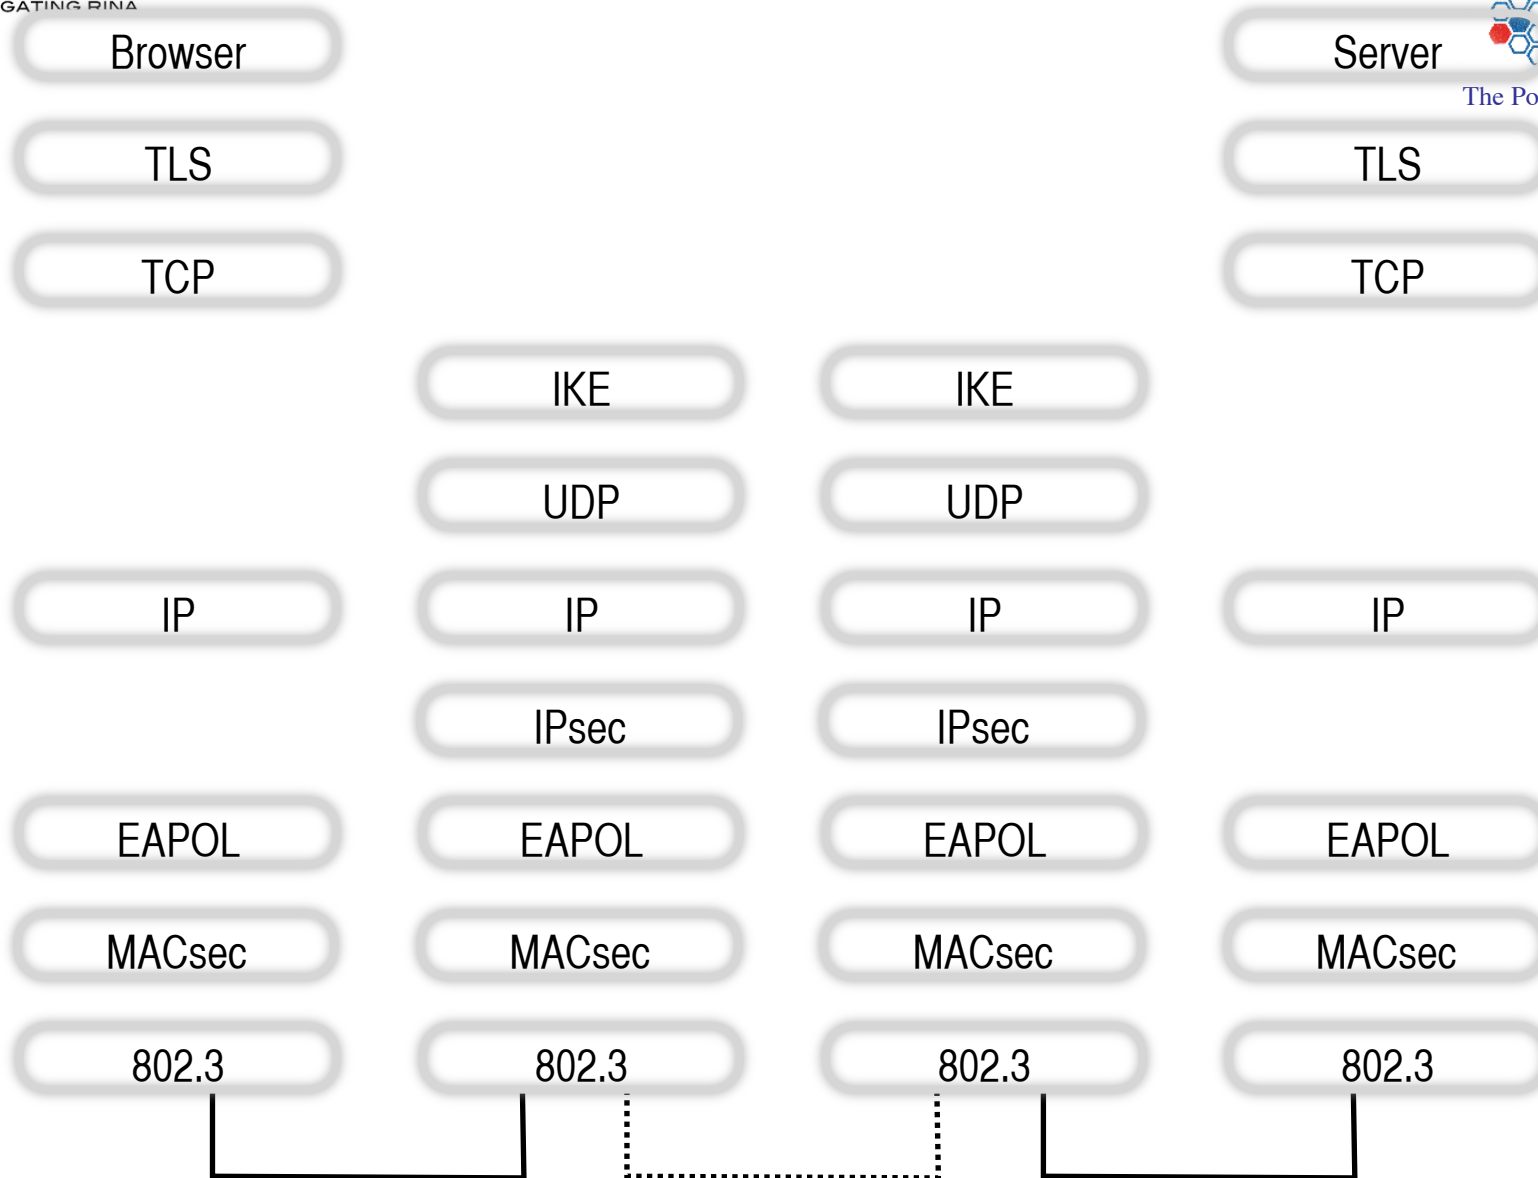 GATING RINA
Browser
Server
The Po
TLS
TLS
TCP
TCP
IKE
IKE
UDP
UDP
IP
IP
IP
IP
IPsec
IPsec
EAPOL
EAPOL
EAPOL
EAPOL
MACsec
MACsec
MACsec
MACsec
802.3
802.3
802.3
802.3